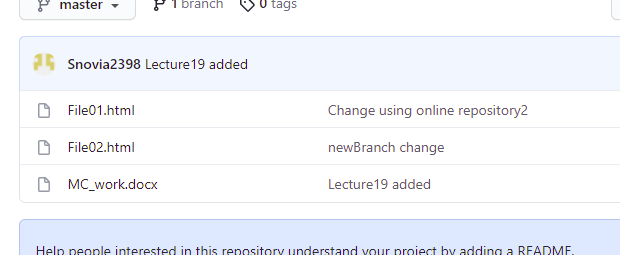 master 1 branch 0 tags
Snovia2398 Lecture19 added
File01.html Change using online repository2
File02.html newBranch change
MC_work.docx Lecture19 added
Help people interested in this repository understand your project by adding a README.